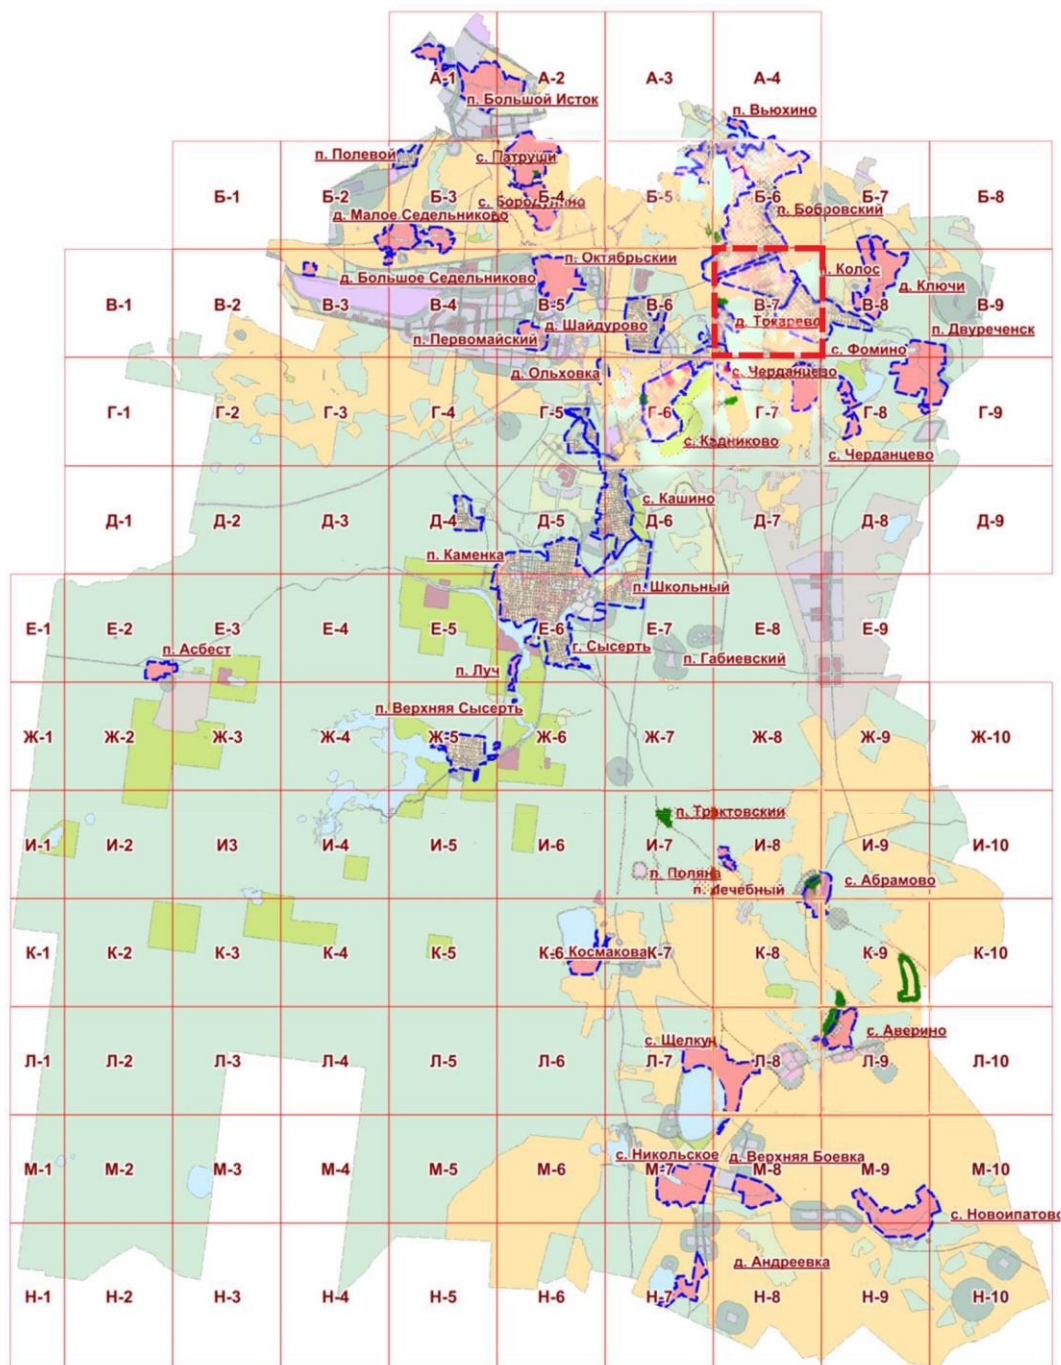 А-1 А-2 А-3 А-4
п. Большой Исток
п. Вьюхино
п. Полевой
с. Патруши
Б-1 Б-2 Б-3 Б-4 Б-5 Б-6 Б-7 Б-8
с. Бородулино
д. Малое Седельниково
п. Бобровский
п. Октябрьский
д. Большое Седельниково
п. Колос
д. Ключи
В-1 В-2 В-3 В-4 В-5 В-6 В-7 В-8 В-9
д. Шайдурово
д. Токарево
п. Первомайский
п. Двуреченск
с. Фомино
д. Ольховка
с. Черданцево
Г-1 Г-2 Г-3 Г-4 Г-5 Г-6 Г-7 Г-8 Г-9
с. Кадниково
с. Черданцево
с. Кашино
Д-1 Д-2 Д-3 Д-4 Д-5 Д-6 Д-7 Д-8 Д-9
п. Каменка
п. Школьный
Е-1 Е-2 Е-3 Е-4 Е-5 Е-6 Е-7 Е-8 Е-9
п. Асбест
г. Сысерть
п. Габиевский
п. Луч
п. Верхняя Сысерть
Ж-1 Ж-2 Ж-3 Ж-4 Ж-5 Ж-6 Ж-7 Ж-8 Ж-9 Ж-10
п. Трактовский
И-1 И-2 И3 И-4 И-5 И-6 И-7 И-8 И-9 И-10
п. Поляна
с. Абрамово
п. Лечебный
К-1 К-2 К-3 К-4 К-5 К-6 Космакова К-7 К-8 К-9 К-10
с. Аверино
с. Щелкун
Л-1 Л-2 Л-3 Л-4 Л-5 Л-6 Л-7 Л-8 Л-9 Л-10
с. Никольское
д. Верхняя Боевка
М-1 М-2 М-3 М-4 М-5 М-6 М-7 М-8 М-9 М-10
с. Новоипатово
д. Андреевка
Н-1 Н-2 Н-3 Н-4 Н-5 Н-6 Н-7 Н-8 Н-9 Н-10